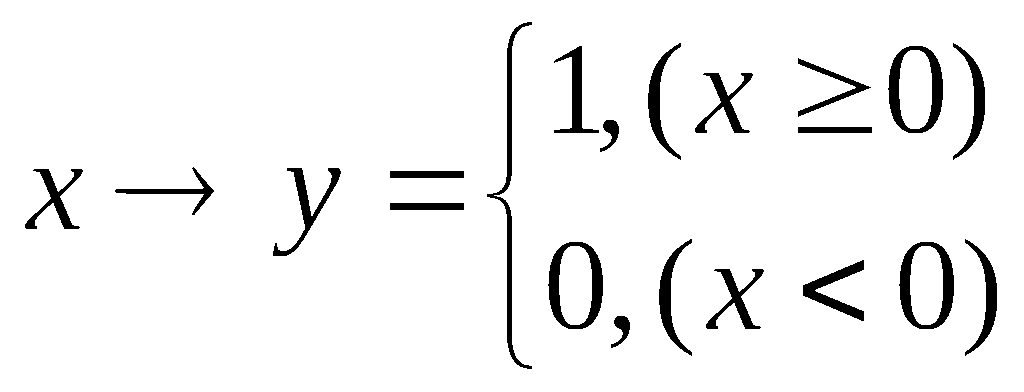 x → y = { 1, (x ≥ 0)
0, (x < 0)